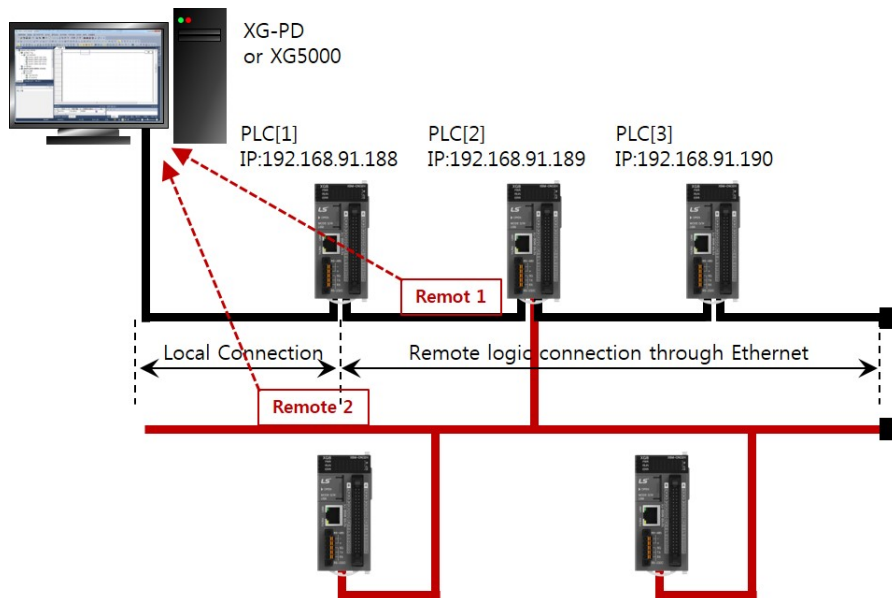 XG-PD
or XG5000
PLC[1]
IP:192.168.91.188
PLC[2]
IP:192.168.91.189
PLC[3]
IP:192.168.91.190
Remot 1
Local Connection
Remote logic connection through Ethernet
Remote 2